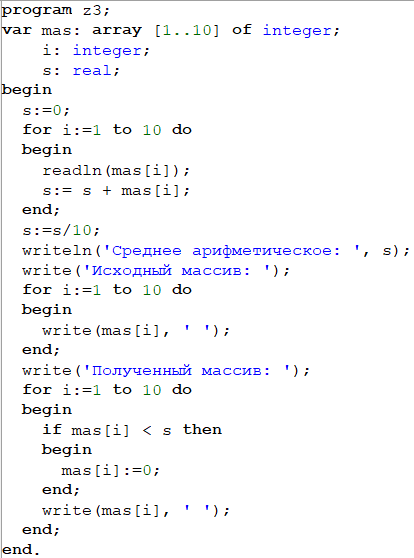 program z3;
var mas: array [1..10] of integer;
    i: integer;
    s: real;
begin
  s:=0;
  for i:=1 to 10 do
  begin
    readln(mas[i]);
    s:= s + mas[i];
  end;
  s:=s/10;
  writeln('Среднее арифметическое: ', s);
  write('Исходный массив: ');
  for i:=1 to 10 do
  begin
    write(mas[i], ' ');
  end;
  write('Полученный массив: ');
  for i:=1 to 10 do
  begin
    if mas[i] < s then
    begin
      mas[i]:=0;
    end;
    write(mas[i], ' ');
  end;
end.